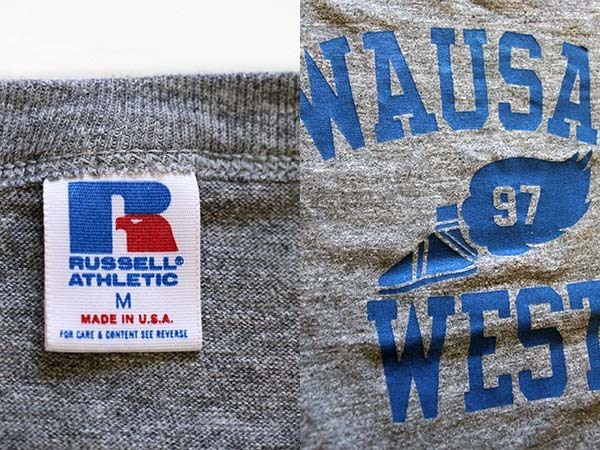 RUSSELL®
ATHLETIC
M
MADE IN U.S.A.
FOR CARE & CONTENT SEE REVERSE
WAUSA
97
WEST